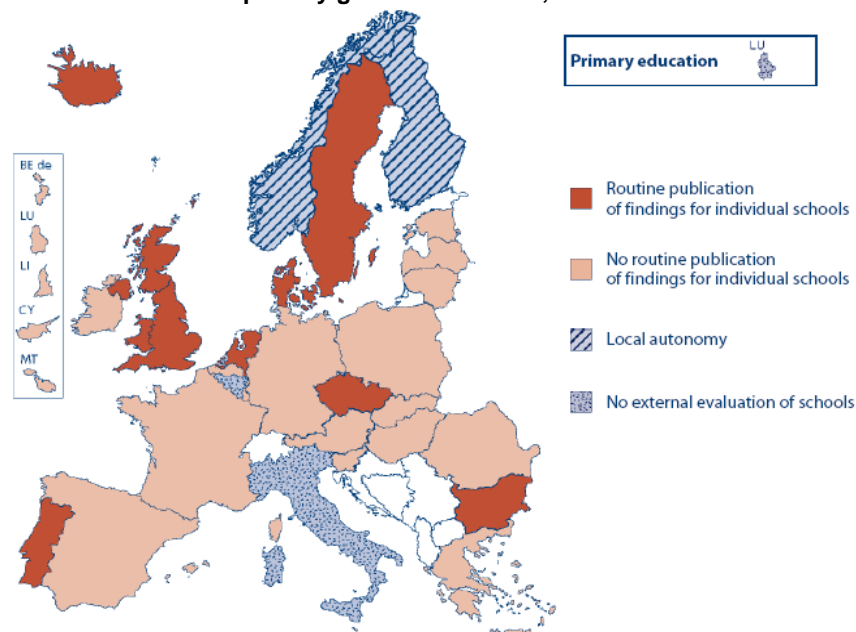 LU
Primary education
BE de
LU
LI
CY
MT
Routine publication
of findings for individual schools
No routine publication
of findings for individual schools
Local autonomy
No external evaluation of schools